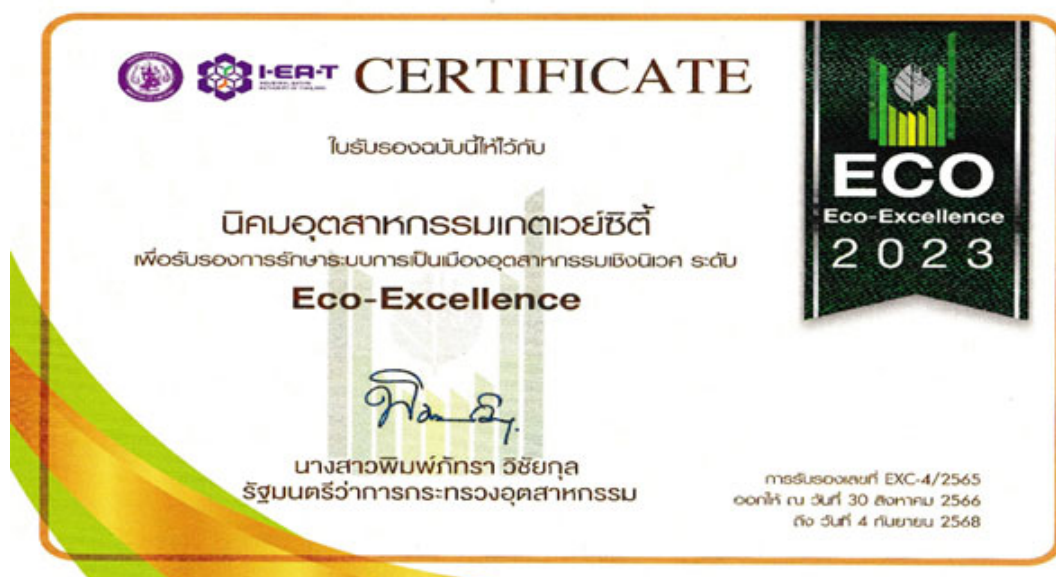 I-EA-T CERTIFICATE
ใบรับรองฉบับนี้ให้ไว้กับ
นิคมอุตสาหกรรมเกตเวย์ซิตี้
เพื่อรับรองการรักษาระบบการเป็นเมืองอุตสาหกรรมเชิงนิเวศ ระดับ
Eco-Excellence
นางสาวพิมพ์ภัทรา วิชัยกุล
รัฐมนตรีว่าการกระทรวงอุตสาหกรรม
ECO
Eco-Excellence
2023
การรับรองเลขที่ EXC-4/2565
ออกให้ ณ วันที่ 30 สิงหาคม 2566
ถึง วันที่ 4 กันยายน 2568